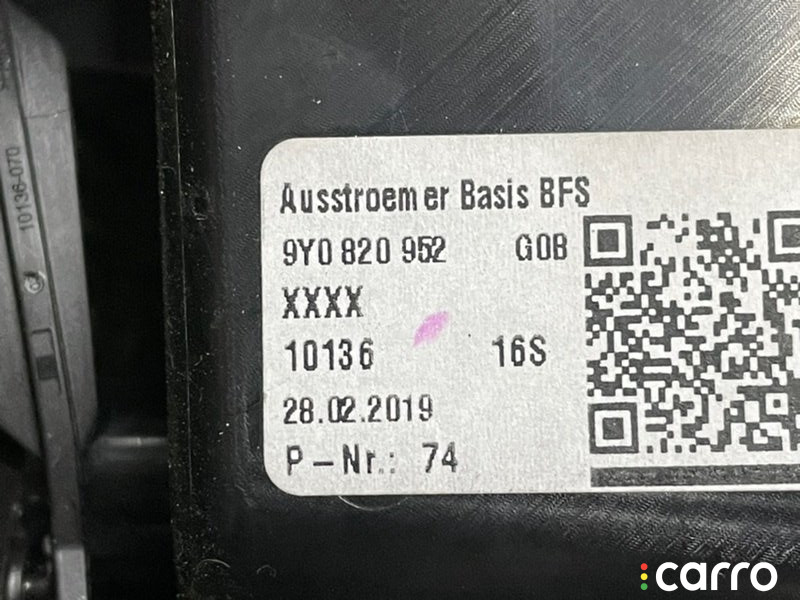 10136-070
Ausstroemer Basis BFS
9Y0 820 952 G0B
XXXX
10136 16S
28.02.2019
P-Nr.: 74
carro